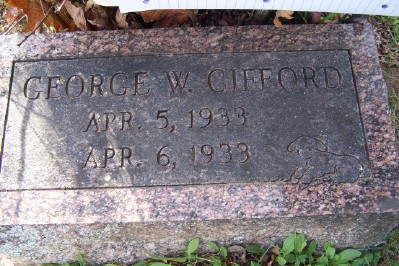 GEORGE W. GIFFORD
APR. 5, 1933
APR. 6, 1933